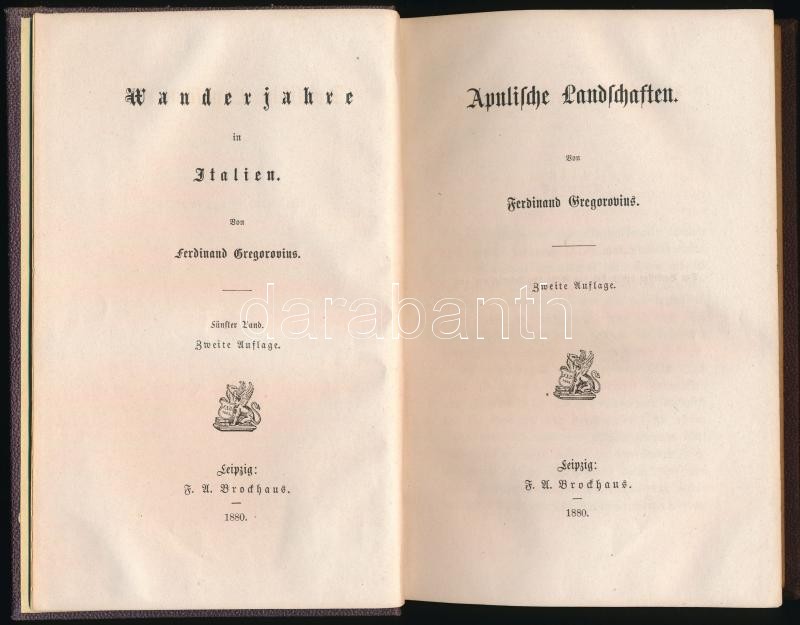 Wanderjahre
in
Italien.
Von
Ferdinand Gregorovius.
Fünfter Band.
Zweite Auflage.
Leipzig:
F. A. Brockhaus.
1880.
Apulische Landschaften.
Von
Ferdinand Gregorovius.
Zweite Auflage.
Leipzig:
F. A. Brockhaus.
1880.
darabanth